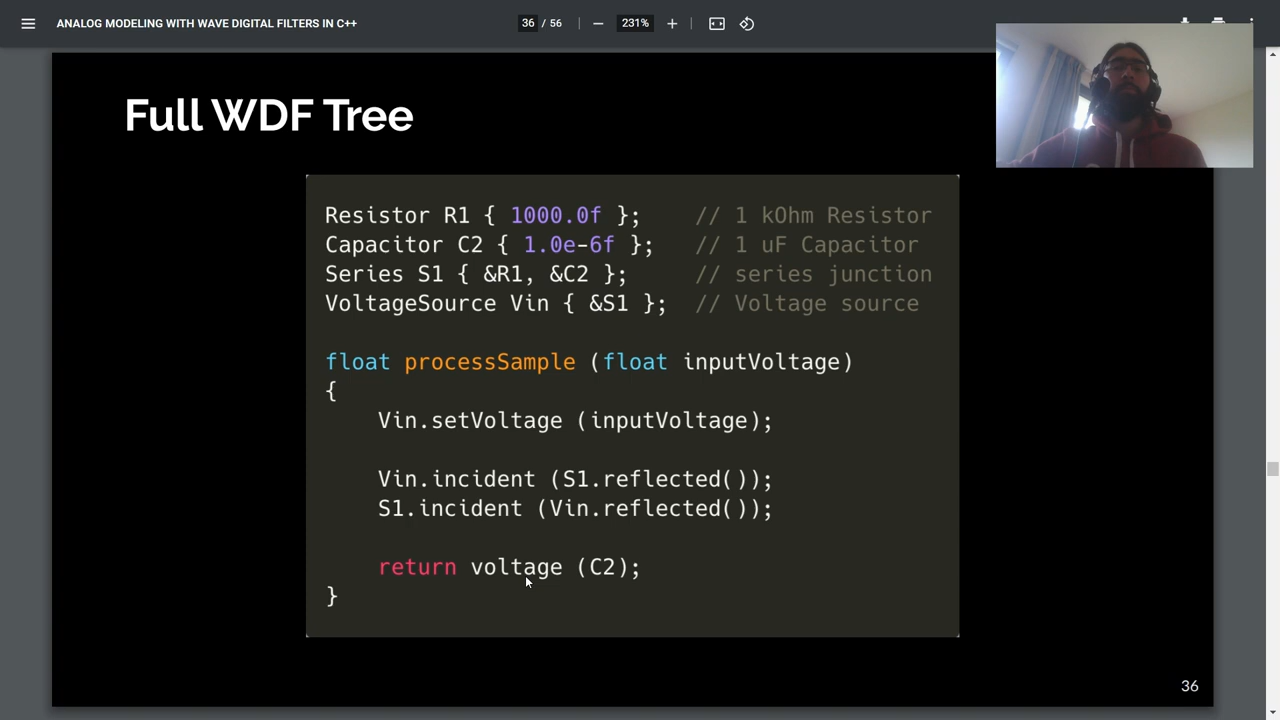 ANALOG MODELING WITH WAVE DIGITAL FILTERS IN C++
36 / 56
231%
Full WDF Tree
Resistor R1 { 1000.0f };    // 1 kOhm Resistor
Capacitor C2 { 1.0e-6f };   // 1 uF Capacitor
Series S1 { &R1, &C2 };     // series junction
VoltageSource Vin { &S1 };  // Voltage source
float processSample (float inputVoltage)
{
    Vin.setVoltage (inputVoltage);
    Vin.incident (S1.reflected());
    S1.incident (Vin.reflected());
    return voltage (C2);
}
36